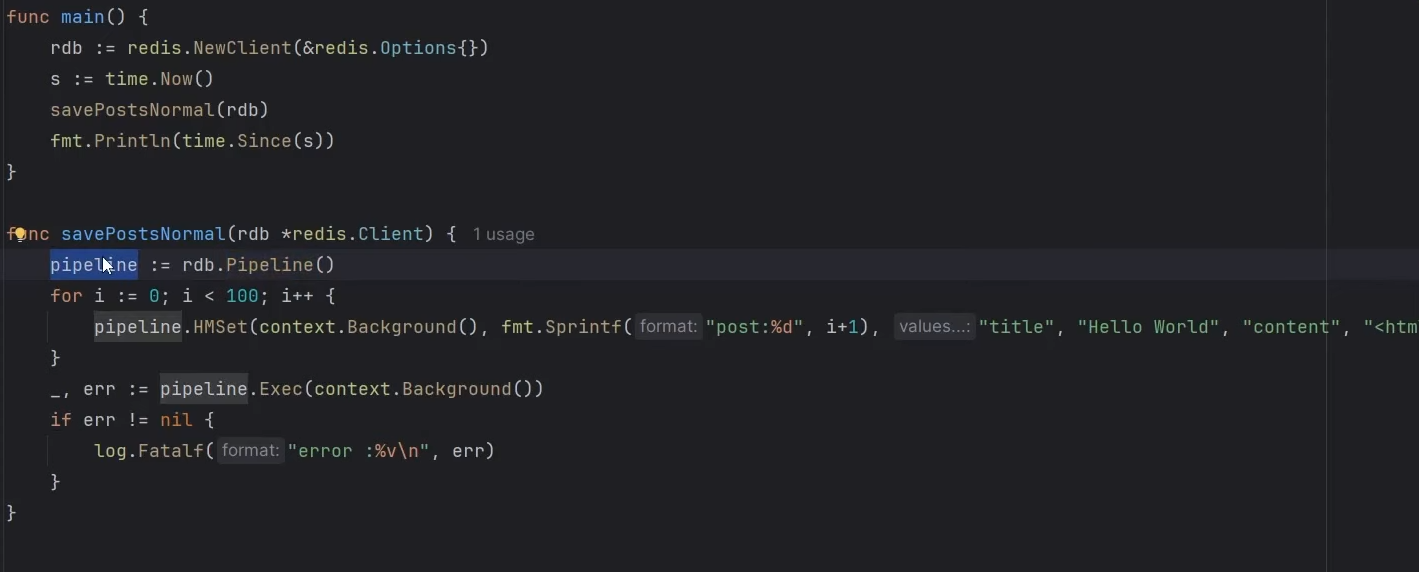 func main() {
    rdb := redis.NewClient(&redis.Options{})
    s := time.Now()
    savePostsNormal(rdb)
    fmt.Println(time.Since(s))
}
func savePostsNormal(rdb *redis.Client) { 1 usage
    pipeline := rdb.Pipeline()
    for i := 0; i < 100; i++ {
        pipeline.HMSet(context.Background(), fmt.Sprintf( format: "post:%d", i+1), values...: "title", "Hello World", "content", "<htm
    }
    _, err := pipeline.Exec(context.Background())
    if err != nil {
        log.Fatalf( format: "error :%v\n", err)
    }
}